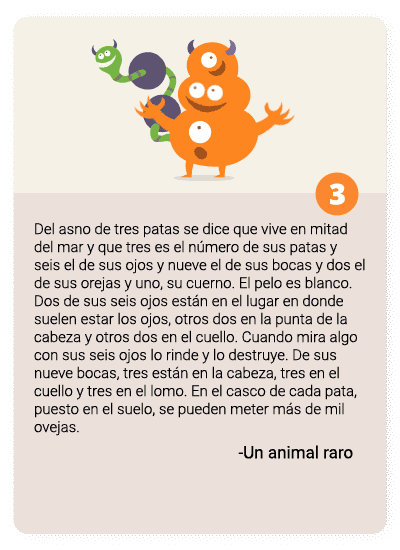 3
Del asno de tres patas se dice que vive en mitad
del mar y que tres es el número de sus patas y
seis el de sus ojos y nueve el de sus bocas y dos el
de sus orejas y uno, su cuerno. El pelo es blanco.
Dos de sus seis ojos están en el lugar en donde
suelen estar los ojos, otros dos en la punta de la
cabeza y otros dos en el cuello. Cuando mira algo
con sus seis ojos lo rinde y lo destruye. De sus
nueve bocas, tres están en la cabeza, tres en el
cuello y tres en el lomo. En el casco de cada pata,
puesto en el suelo, se pueden meter más de mil
ovejas.
-Un animal raro